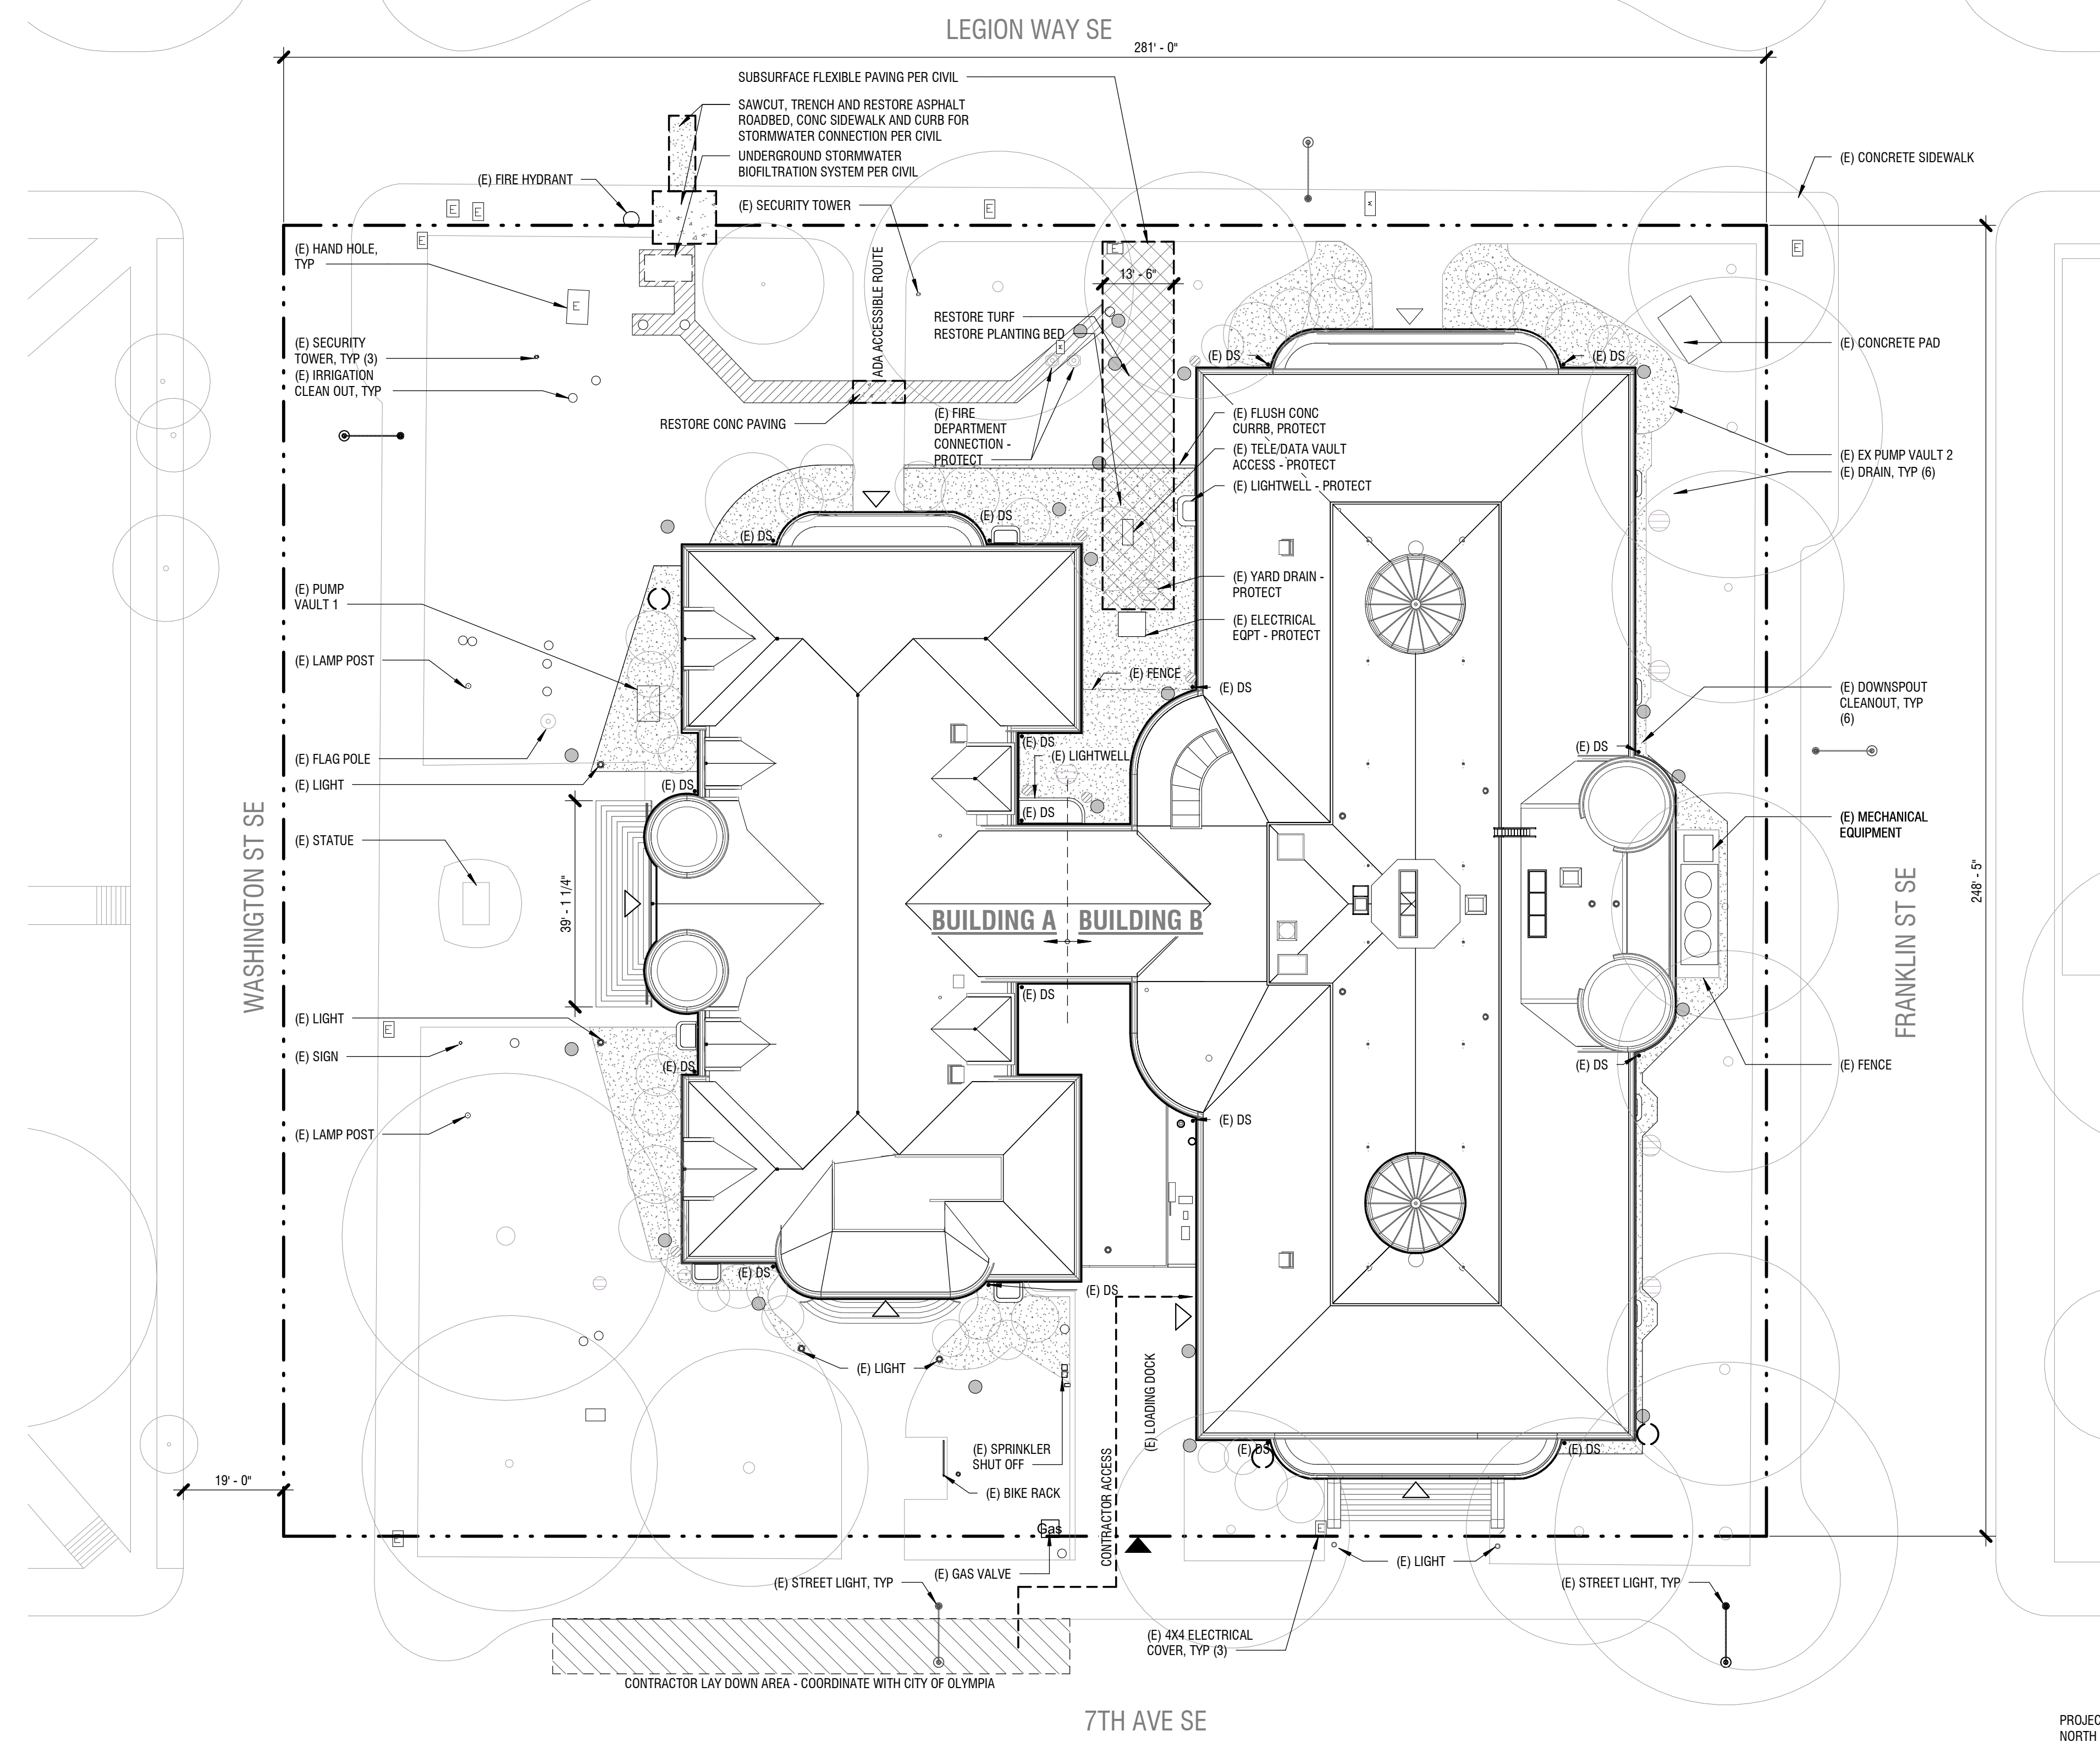 LEGION WAY SE
281' - 0"
SUBSURFACE FLEXIBLE PAVING PER CIVIL
SAWCUT, TRENCH AND RESTORE ASPHALT
ROADBED, CONC SIDEWALK AND CURB FOR
STORMWATER CONNECTION PER CIVIL
UNDERGROUND STORMWATER
BIOFILTRATION SYSTEM PER CIVIL
(E) CONCRETE SIDEWALK
(E) FIRE HYDRANT
(E) SECURITY TOWER
E
E
E
E
E
E
(E) HAND HOLE,
TYP
E
ADA ACCESSIBLE ROUTE
13' - 6"
RESTORE TURF
RESTORE PLANTING BED
(E) SECURITY
TOWER, TYP (3)
(E) IRRIGATION
CLEAN OUT, TYP
(E) DS
(E) DS
(E) CONCRETE PAD
RESTORE CONC PAVING
(E) FIRE
DEPARTMENT
CONNECTION -
PROTECT
(E) FLUSH CONC
CURRB, PROTECT
(E) TELE/DATA VAULT
ACCESS - PROTECT
(E) LIGHTWELL - PROTECT
(E) EX PUMP VAULT 2
(E) DRAIN, TYP (6)
(E) DS
(E) DS
(E) PUMP
VAULT 1
(E) YARD DRAIN -
PROTECT
(E) ELECTRICAL
EQPT - PROTECT
(E) LAMP POST
(E) FENCE
(E) DS
(E) DOWNSPOUT
CLEANOUT, TYP
(6)
(E) FLAG POLE
(E) LIGHT
(E) DS
(E) DS
(E) LIGHTWELL
(E) DS
(E) DS
(E) STATUE
(E) MECHANICAL
EQUIPMENT
WASHINGTON ST SE
39' - 1 1/4"
BUILDING A
BUILDING B
FRANKLIN ST SE
248' - 5"
(E) DS
(E) LIGHT
E
(E) SIGN
(E) DS
(E) DS
(E) FENCE
(E) LAMP POST
(E) DS
(E) DS
(E) DS
(E) LIGHT
(E) LOADING DOCK
CONTRACTOR ACCESS
(E) SPRINKLER
SHUT OFF
(E) DS
(E) DS
19' - 0"
(E) BIKE RACK
E
Gas
E
(E) GAS VALVE
(E) LIGHT
(E) STREET LIGHT, TYP
(E) STREET LIGHT, TYP
(E) 4X4 ELECTRICAL
COVER, TYP (3)
CONTRACTOR LAY DOWN AREA - COORDINATE WITH CITY OF OLYMPIA
7TH AVE SE
NORTH